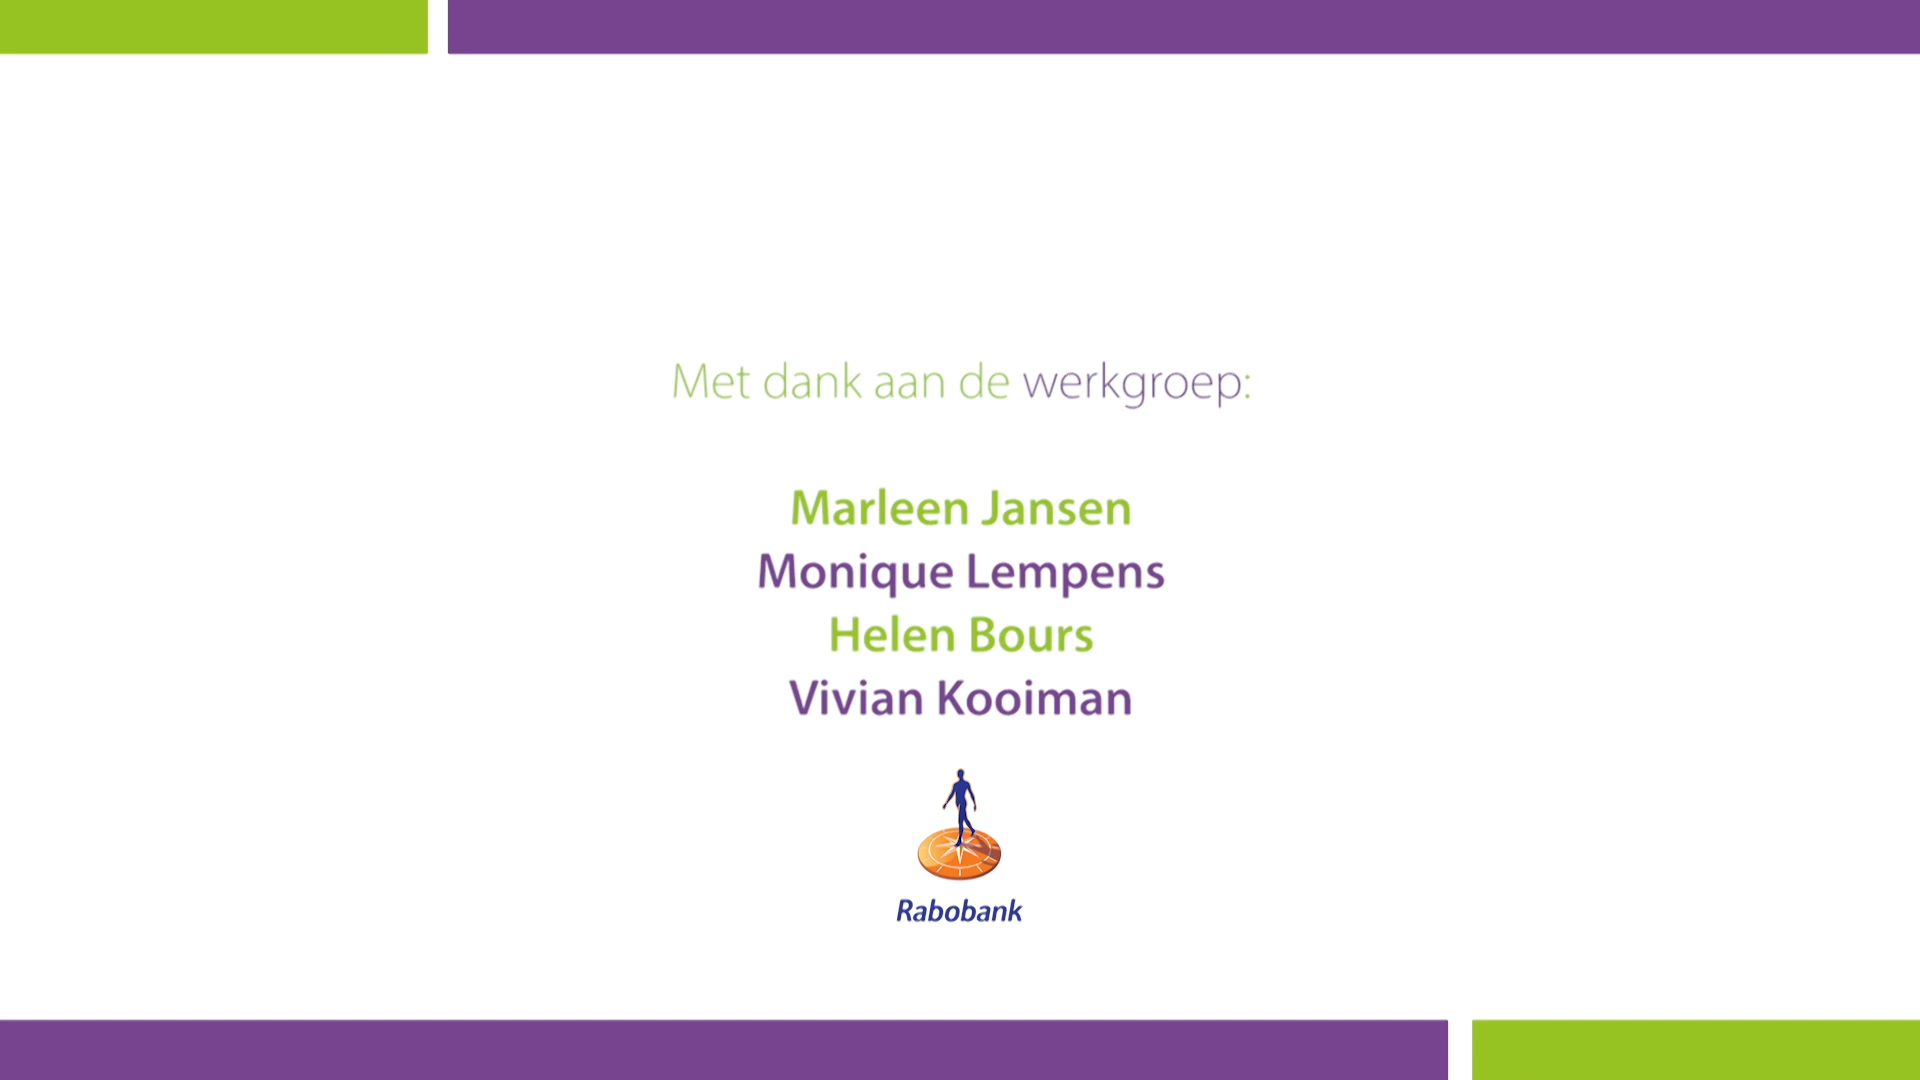 Met dank aan de werkgroep:
Marleen Jansen
Monique Lempens
Helen Bours
Vivian Kooiman
Rabobank